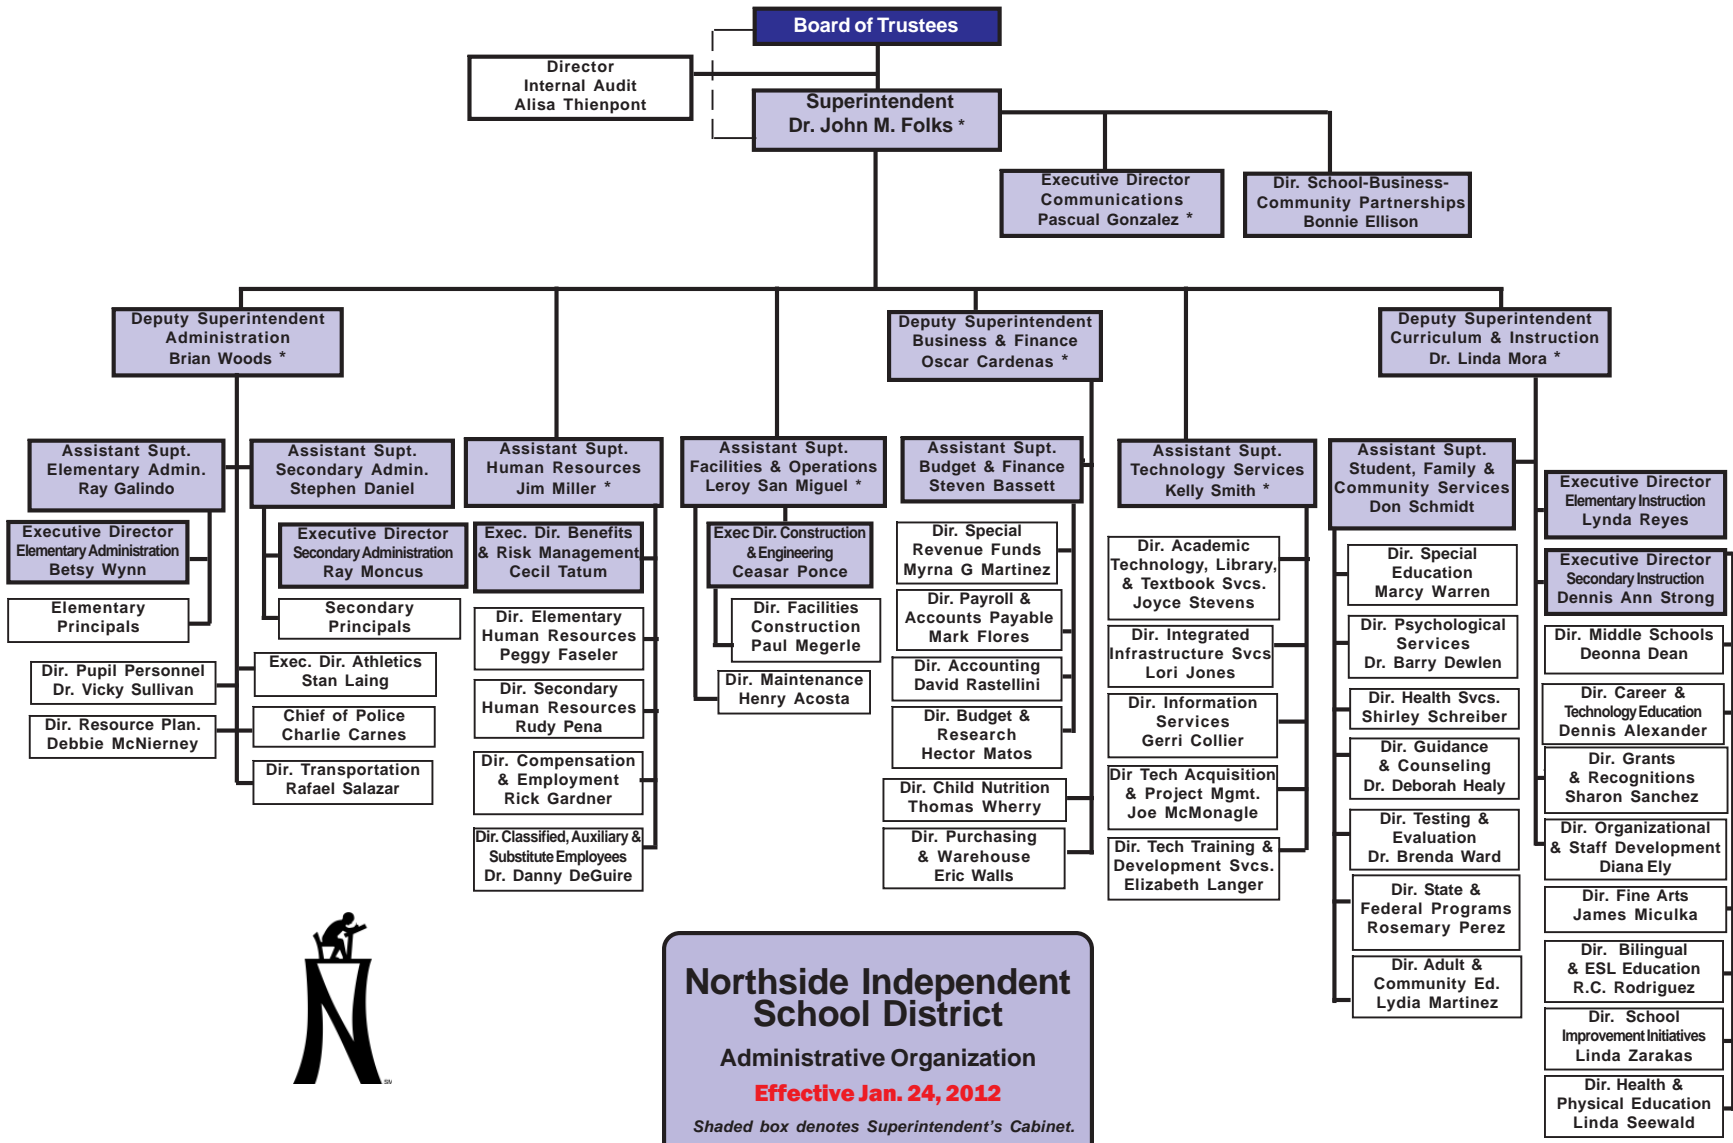 Board of Trustees
Director
Internal Audit
Alisa Thienpont
Superintendent
Dr. John M. Folks *
Executive Director
Communications
Pascual Gonzalez *
Dir. School-Business-
Community Partnerships
Bonnie Ellison
Deputy Superintendent
Administration
Brian Woods *
Deputy Superintendent
Business & Finance
Oscar Cardenas *
Deputy Superintendent
Curriculum & Instruction
Dr. Linda Mora *
Assistant Supt.
Elementary Admin.
Ray Galindo
Executive Director
Elementary Administration
Betsy Wynn
Elementary
Principals
Assistant Supt.
Secondary Admin.
Stephen Daniel
Executive Director
Secondary Administration
Ray Moncus
Secondary
Principals
Dir. Pupil Personnel
Dr. Vicky Sullivan
Dir. Resource Plan.
Debbie McNierney
Exec. Dir. Athletics
Stan Laing
Chief of Police
Charlie Carnes
Dir. Transportation
Rafael Salazar
Assistant Supt.
Human Resources
Jim Miller *
Exec. Dir. Benefits
& Risk Management
Cecil Tatum
Dir. Elementary
Human Resources
Peggy Faseler
Dir. Secondary
Human Resources
Rudy Pena
Dir. Compensation
& Employment
Rick Gardner
Dir. Classified, Auxiliary &
Substitute Employees
Dr. Danny DeGuire
Assistant Supt.
Facilities & Operations
Leroy San Miguel *
Exec Dir. Construction
& Engineering
Ceasar Ponce
Dir. Facilities
Construction
Paul Megerle
Dir. Maintenance
Henry Acosta
Assistant Supt.
Budget & Finance
Steven Bassett
Dir. Special
Revenue Funds
Myrna G Martinez
Dir. Payroll &
Accounts Payable
Mark Flores
Dir. Accounting
David Rastellini
Dir. Budget &
Research
Hector Matos
Dir. Child Nutrition
Thomas Wherry
Dir. Purchasing
& Warehouse
Eric Walls
Assistant Supt.
Technology Services
Kelly Smith *
Dir. Academic
Technology, Library,
& Textbook Svcs.
Joyce Stevens
Dir. Integrated
Infrastructure Svcs
Lori Jones
Dir. Information
Services
Gerri Collier
Dir Tech Acquisition
& Project Mgmt.
Joe McMonagle
Dir. Tech Training &
Development Svcs.
Elizabeth Langer
Assistant Supt.
Student, Family &
Community Services
Don Schmidt
Dir. Special
Education
Marcy Warren
Dir. Psychological
Services
Dr. Barry Dewlen
Dir. Health Svcs.
Shirley Schreiber
Dir. Guidance
& Counseling
Dr. Deborah Healy
Dir. Testing &
Evaluation
Dr. Brenda Ward
Dir. State &
Federal Programs
Rosemary Perez
Dir. Adult &
Community Ed.
Lydia Martinez
Executive Director
Elementary Instruction
Lynda Reyes
Executive Director
Secondary Instruction
Dennis Ann Strong
Dir. Middle Schools
Deonna Dean
Dir. Career &
Technology Education
Dennis Alexander
Dir. Grants
& Recognitions
Sharon Sanchez
Dir. Organizational
& Staff Development
Diana Ely
Dir. Fine Arts
James Miculka
Dir. Bilingual
& ESL Education
R.C. Rodriguez
Dir. School
Improvement Initiatives
Linda Zarakas
Dir. Health &
Physical Education
Linda Seewald
N
SM
Northside Independent
School District
Administrative Organization
Effective Jan. 24, 2012
Shaded box denotes Superintendent's Cabinet.